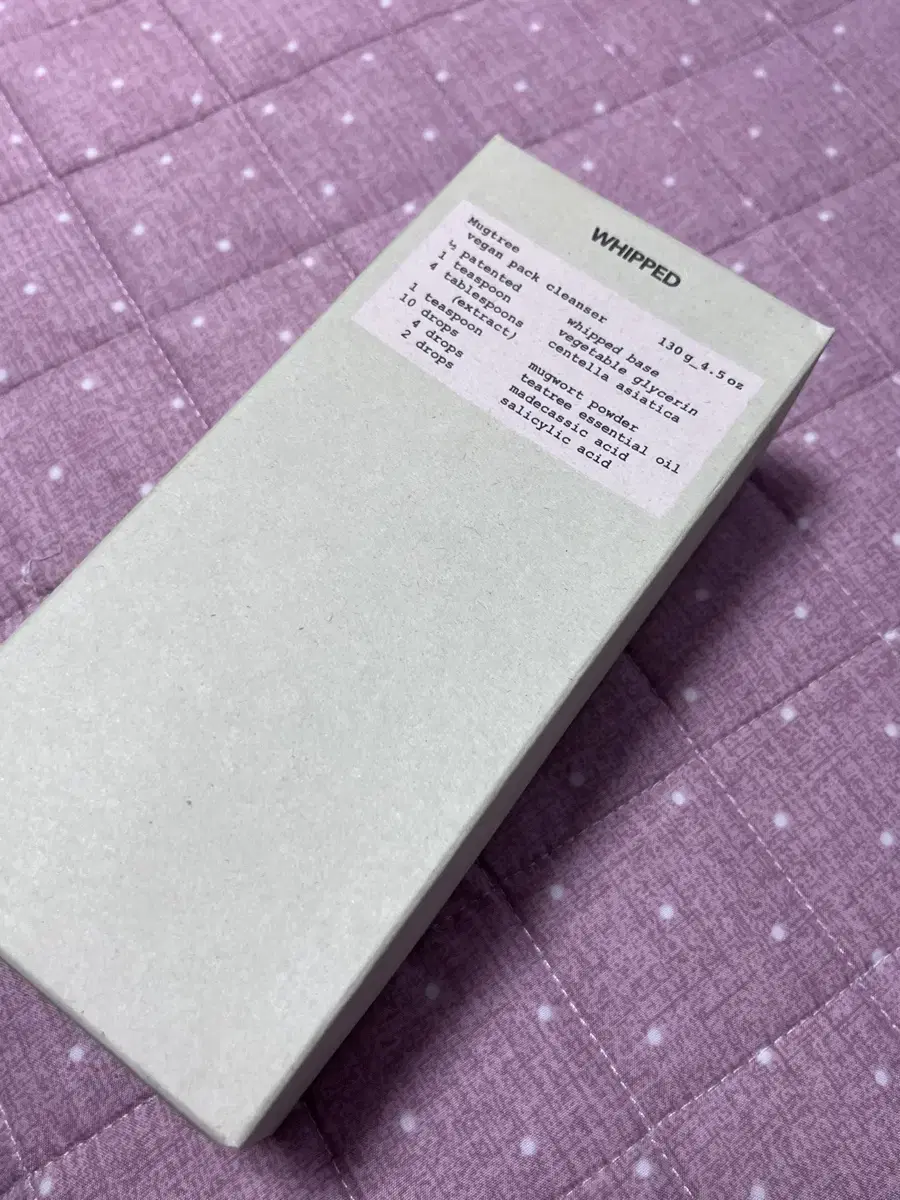 WHIPPED
Mugtree
vegan pack cleanser 130g_4.5oz
½ patented whipped base
1 teaspoon vegetable glycerin
4 tablespoons centella asiatica
(extract)
1 teaspoon mugwort powder
10 drops teatree essential oil
4 drops madecassic acid
2 drops salicylic acid